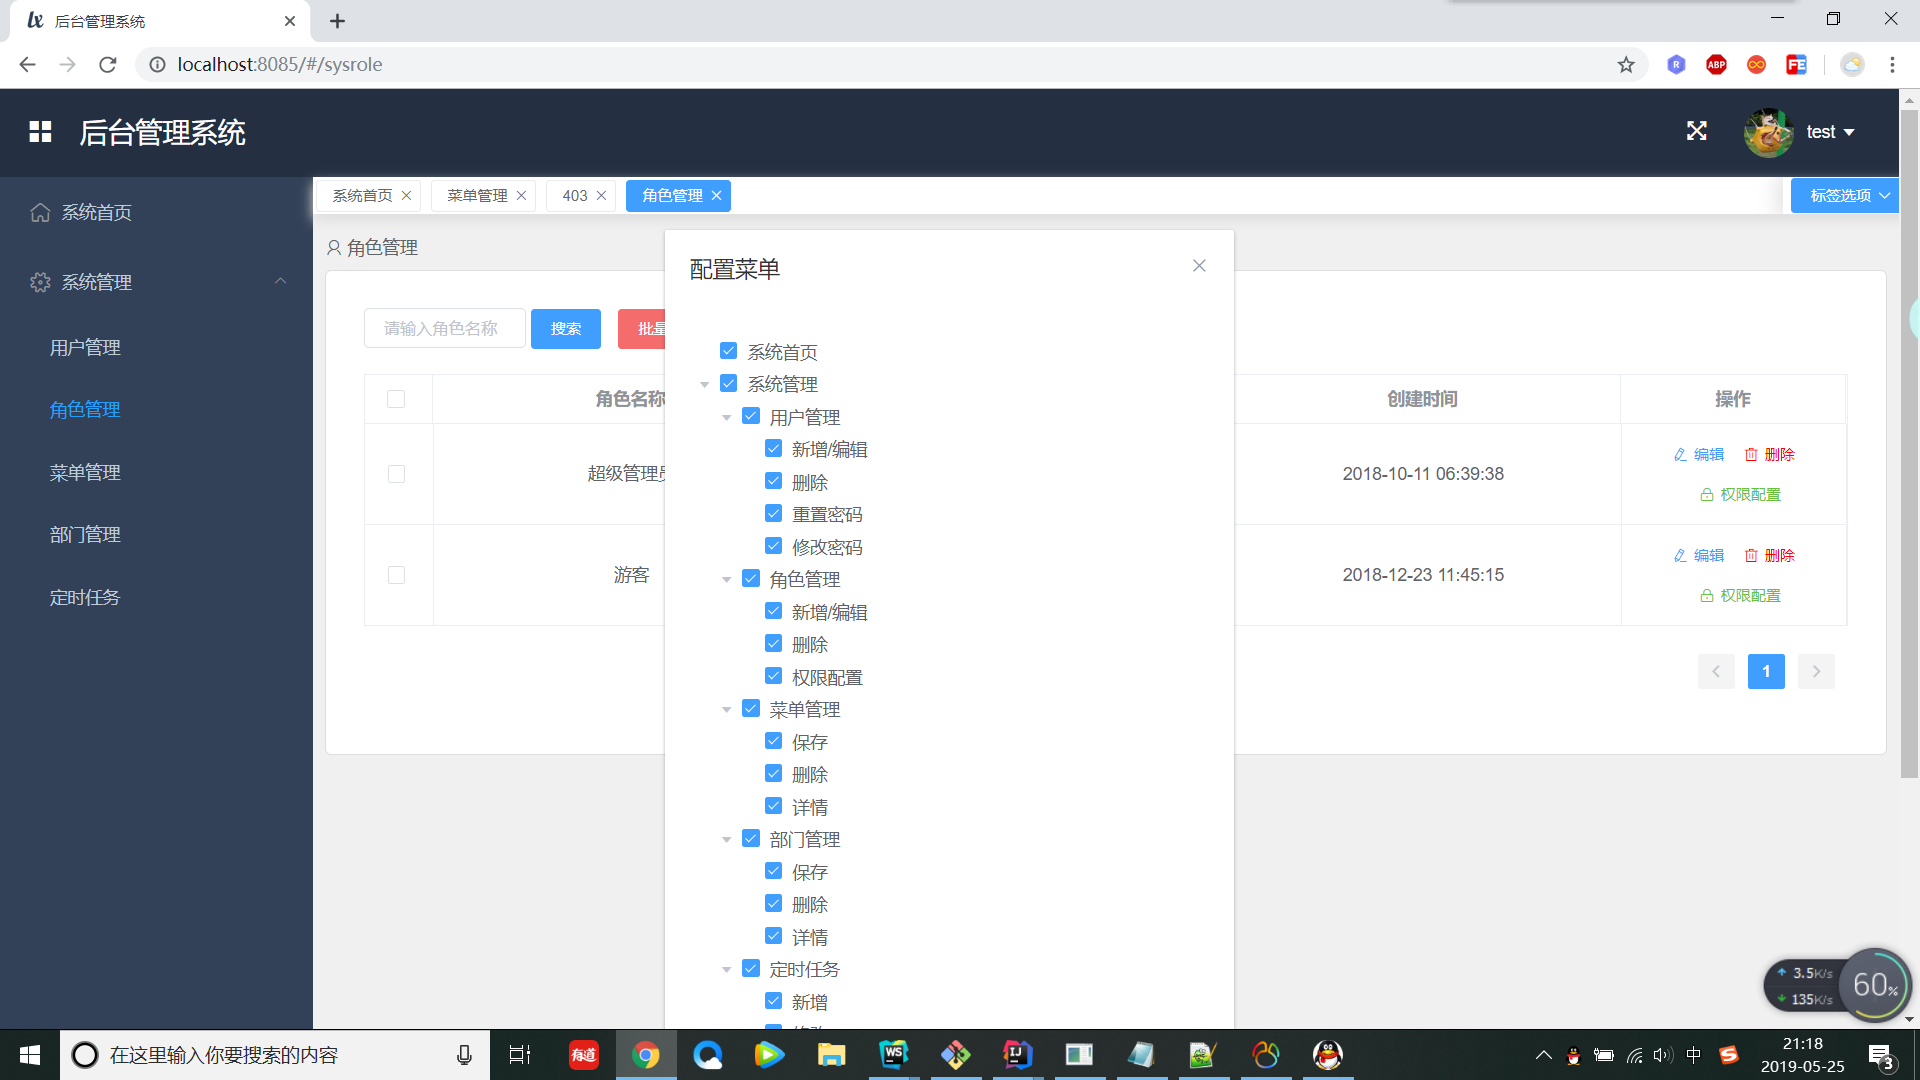 后台管理系统
localhost:8085/#/sysrole
ABP
后台管理系统
test
系统首页
系统管理
用户管理
角色管理
菜单管理
部门管理
定时任务
系统首页 菜单管理 403 角色管理 标签选项
角色管理
请输入角色名称 搜索
角色名称 创建时间 操作
超级管理员 2018-10-11 06:39:38 编辑 删除
权限配置
游客 2018-12-23 11:45:15 编辑 删除
权限配置
1
配置菜单
系统首页
系统管理
用户管理
新增/编辑
删除
重置密码
修改密码
角色管理
新增/编辑
删除
权限配置
菜单管理
保存
删除
详情
部门管理
保存
删除
详情
定时任务
新增
3.5K/s
135K/s
60%
在这里输入你要搜索的内容
有道
WS
IJ
中
21:18
2019-05-25
3